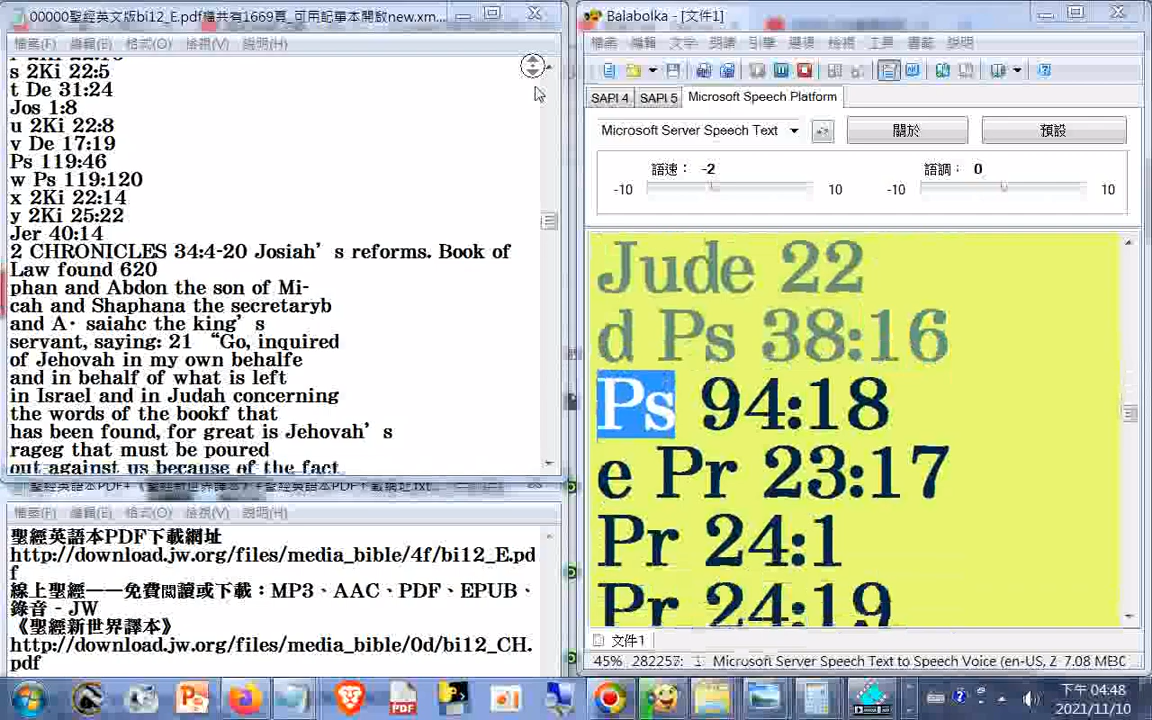 00000聖經英文版bi12_E.pdf檔共有1669頁_可用記事本開啟new.xm...
檔案(F) 編輯(E) 格式(O) 檢視(V) 說明(H)
s 2Ki 22:5
t De 31:24
Jos 1:8
u 2Ki 22:8
v De 17:19
Ps 119:46
w Ps 119:120
x 2Ki 22:14
y 2Ki 25:22
Jer 40:14
2 CHRONICLES 34:4-20 Josiah's reforms. Book of
Law found 620
phan and Abdon the son of Mi-
cah and Shaphana the secretaryb
and A· saiahc the king's
servant, saying: 21 “Go, inquired
of Jehovah in my own behalfe
and in behalf of what is left
in Israel and in Judah concerning
the words of the bookf that
has been found, for great is Jehovah's
rageg that must be poured
out against us because of the fact
檔案(F) 編輯(E) 格式(O) 檢視(V) 說明(H)
聖經英語本PDF下載網址
http://download.jw.org/files/media_bible/4f/bi12_E.pd
f
線上聖經——免費閱讀或下載：MP3、AAC、PDF、EPUB、
錄音 - JW
《聖經新世界譯本》
http://download.jw.org/files/media_bible/0d/bi12_CH.
pdf
Balabolka - [文件1]
檔案 編輯 文字 朗讀 引擎 選項 檢視 工具 書籤 說明
SAPI 4 SAPI 5 Microsoft Speech Platform
Microsoft Server Speech Text 關於 預設
語速： -2 語調： 0
-10 10 -10 10
Jude 22
d Ps 38:16
Ps 94:18
e Pr 23:17
Pr 24:1
Pr 24:19
文件1
45% 282257: 1 Microsoft Server Speech Text to Speech Voice (en-US, Z 7.08 MB
下午 04:48
2021/11/10